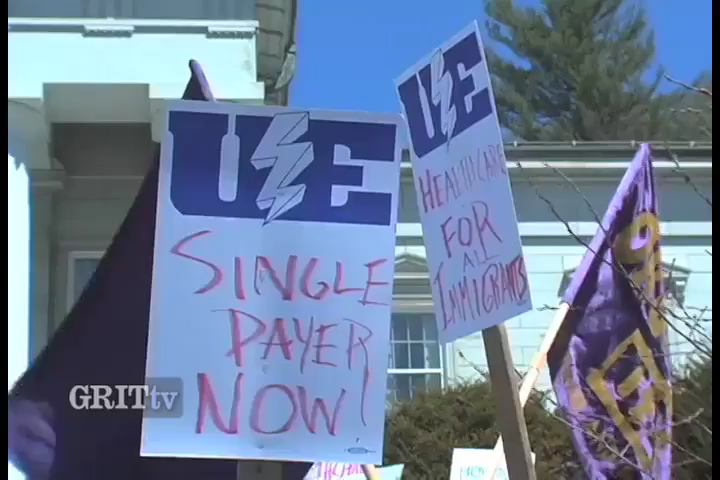 UE
SINGLE
PAYER
NOW!
UE
HEALTHCARE
FOR
ALL
IMMIGRANTS
GRITtv